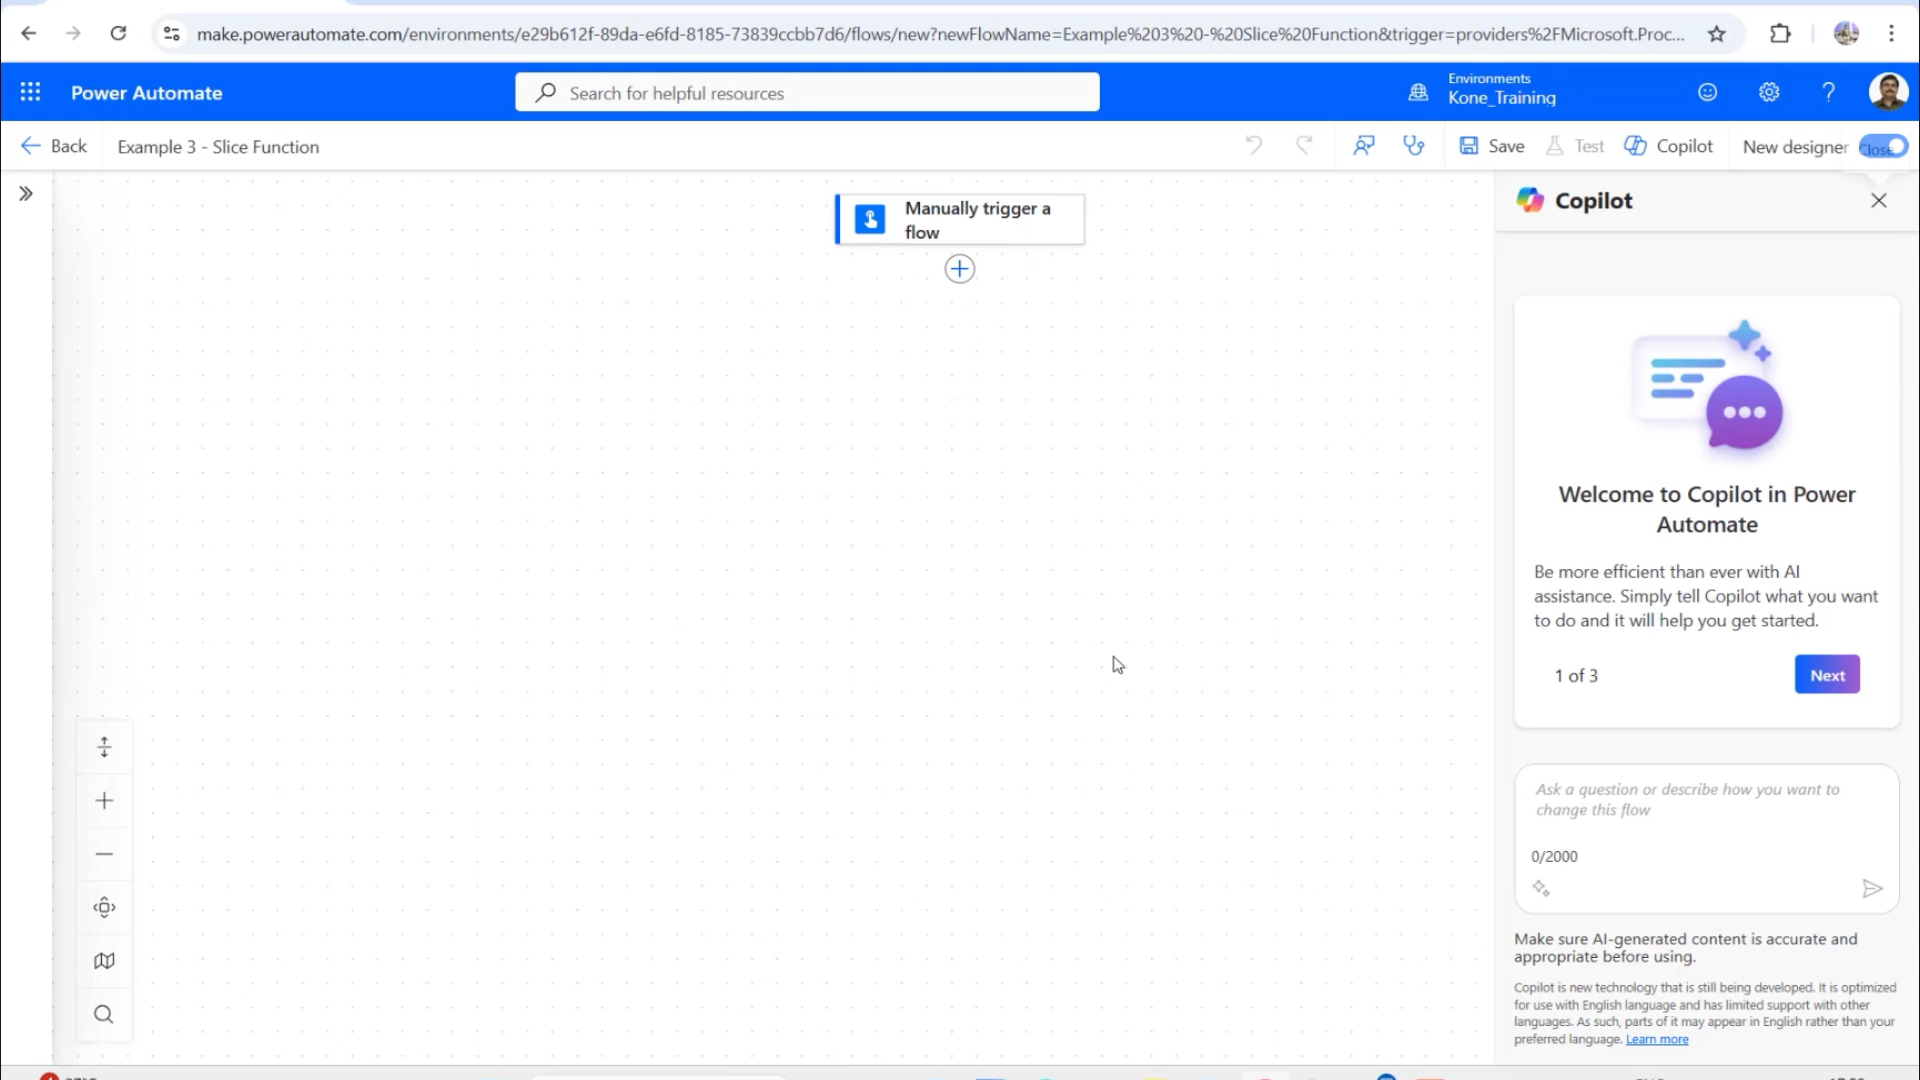 make.powerautomate.com/environments/e29b612f-89da-e6fd-8185-73839ccbb7d6/flows/new?newFlowName=Example%203%20-%20Slice%20Function&trigger=providers%2FMicrosoft.Proc...
Power Automate
Search for helpful resources
Environments
Kone_Training
Back
Example 3 - Slice Function
Save
Test
Copilot
New designer
Close
Manually trigger a
flow
Copilot
Welcome to Copilot in Power
Automate
Be more efficient than ever with AI
assistance. Simply tell Copilot what you want
to do and it will help you get started.
1 of 3
Next
Ask a question or describe how you want to
change this flow
0/2000
Make sure AI-generated content is accurate and
appropriate before using.
Copilot is new technology that is still being developed. It is optimized
for use with English language and has limited support with other
languages. As such, parts of it may appear in English rather than your
preferred language. Learn more